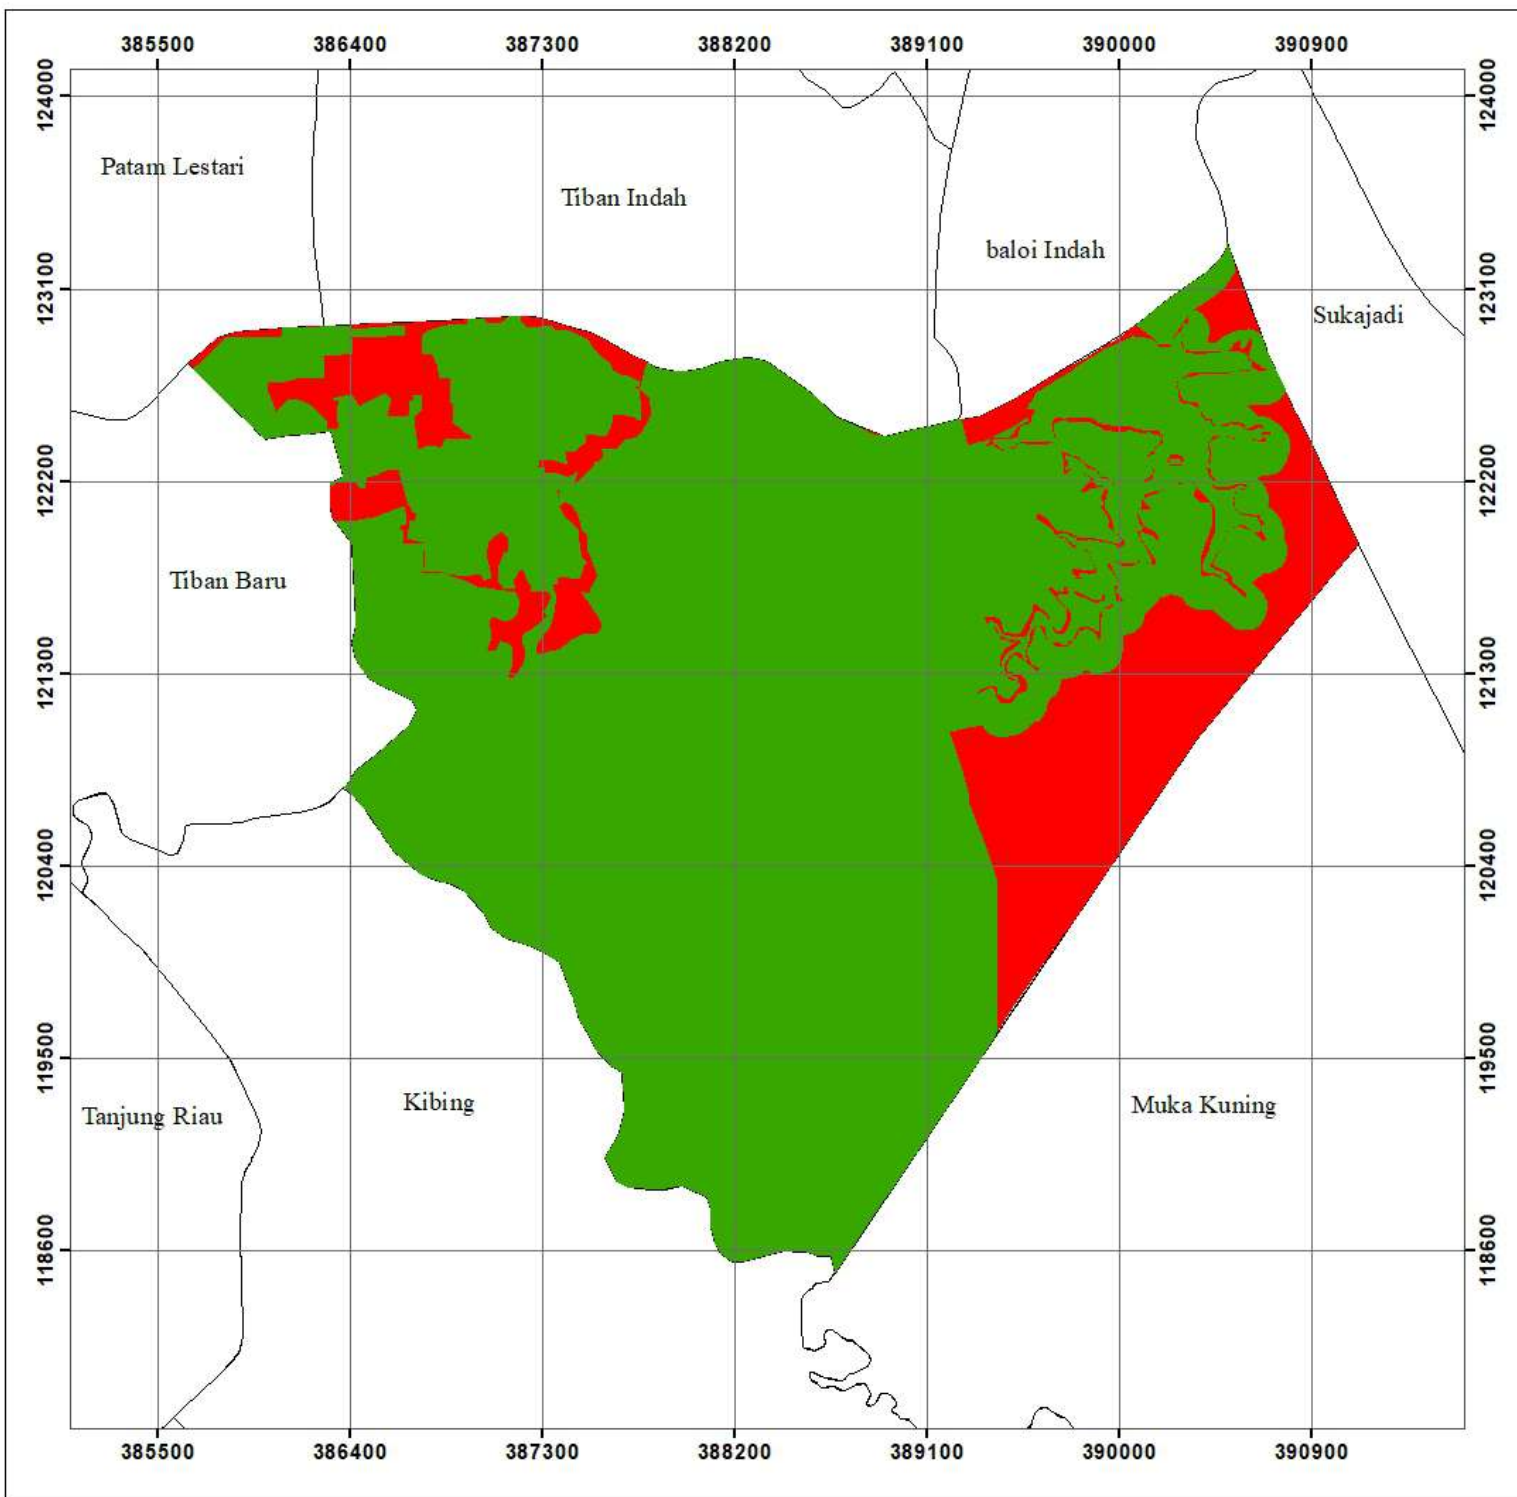 385500 386400 387300 388200 389100 390000 390900
124000 124000
Patam Lestari
Tiban Indah
baloi Indah
123100 123100
Sukajadi
122200 122200
Tiban Baru
121300 121300
120400 120400
119500 119500
Kibing
Muka Kuning
Tanjung Riau
118600 118600
385500 386400 387300 388200 389100 390000 390900